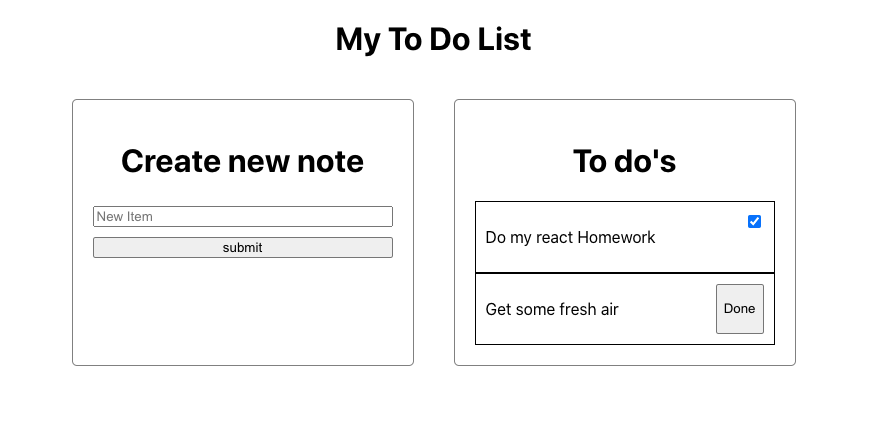 My To Do List
Create new note
New Item
submit
To do's
Do my react Homework
Get some fresh air
Done